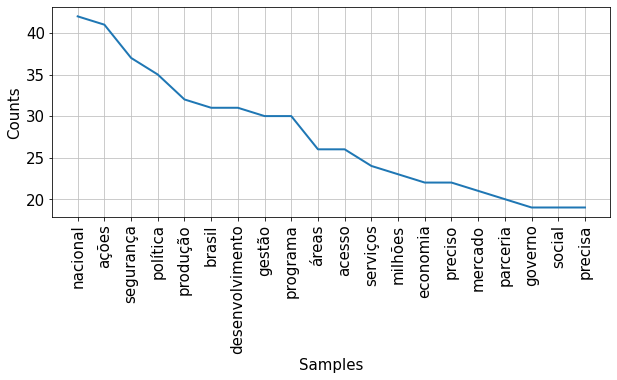 Counts
40
35
30
25
20
nacional
ações
segurança
política
produção
brasil
desenvolvimento
gestão
programa
áreas
acesso
serviços
milhões
economia
preciso
mercado
parceria
governo
social
precisa
Samples